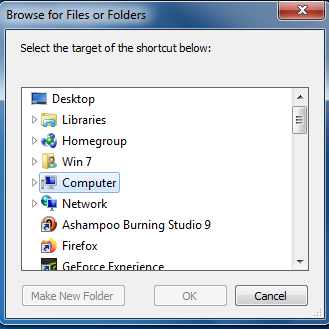 Browse for Files or Folders
Select the target of the shortcut below:
Desktop
Libraries
Homegroup
Win 7
Computer
Network
Ashampoo Burning Studio 9
Firefox
GeForce Experience
Make New Folder
OK
Cancel